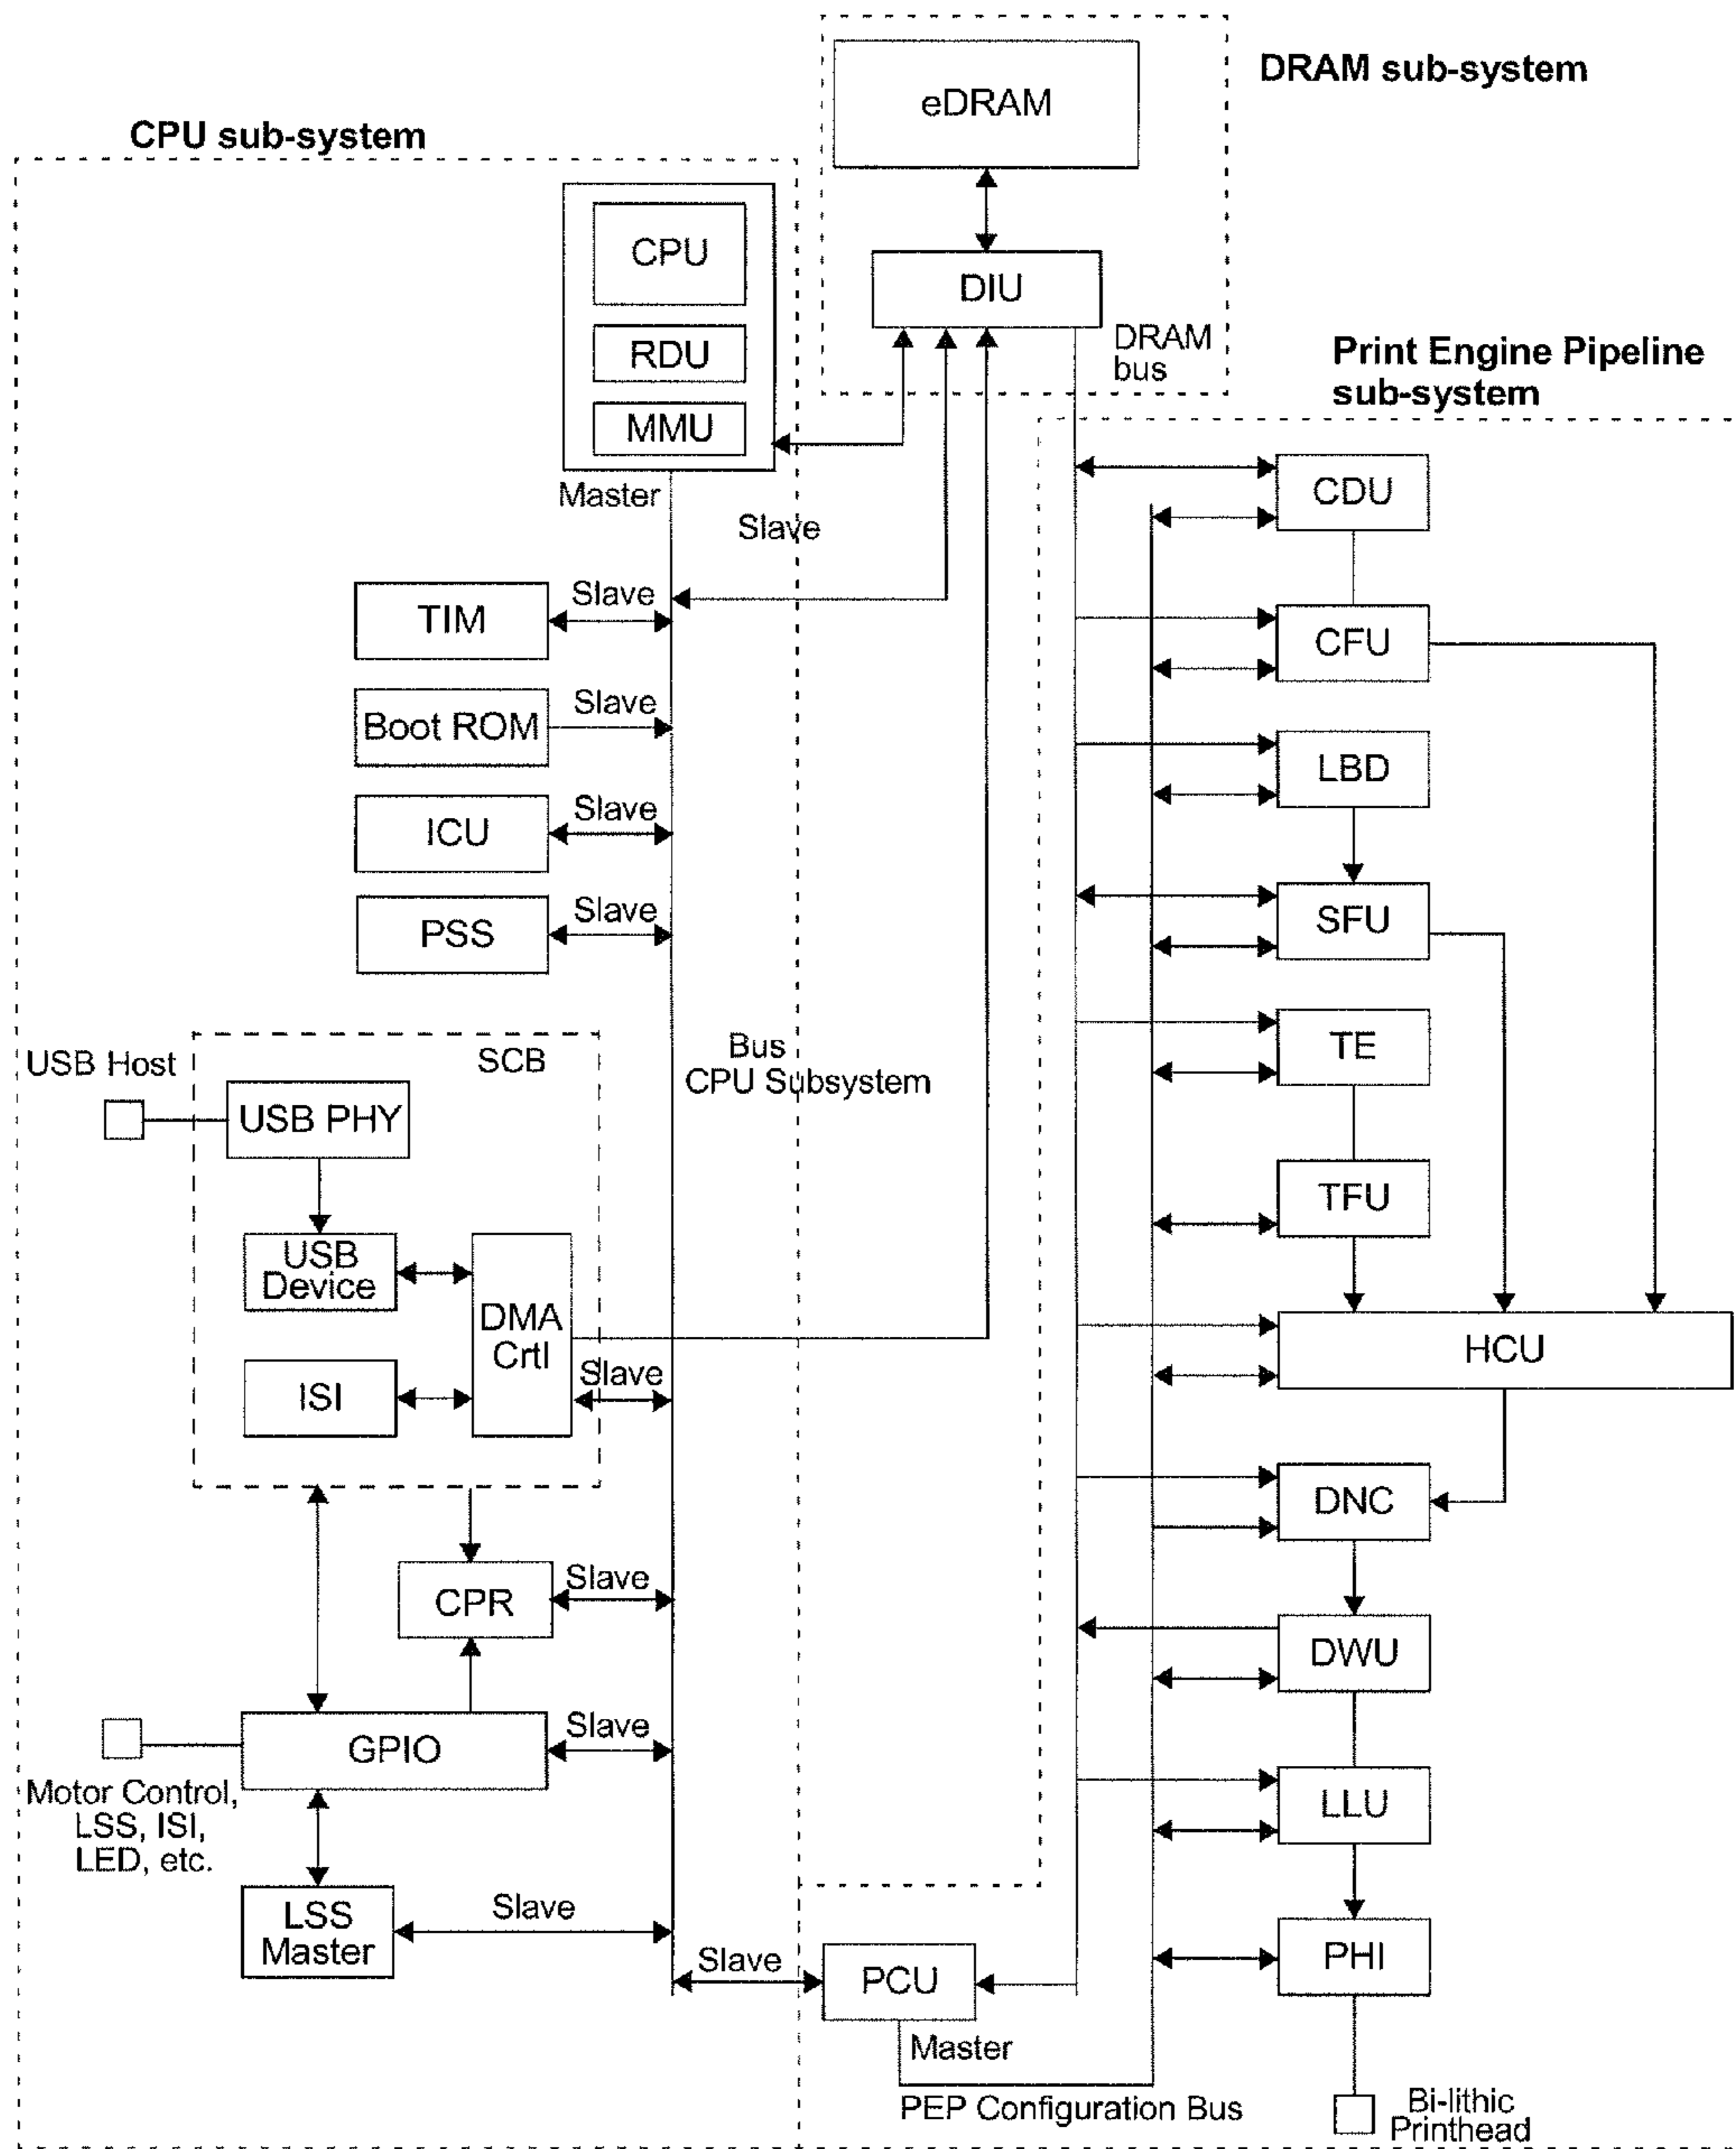 DRAM sub-system
eDRAM
CPU sub-system
CPU
DIU
RDU
DRAM
bus
Print Engine Pipeline
sub-system
MMU
Master
CDU
Slave
Slave
TIM
CFU
Slave
Boot ROM
LBD
Slave
ICU
Slave
PSS
SFU
USB Host
SCB
Bus
CPU Subsystem
TE
USB PHY
TFU
USB
Device
DMA
Crtl
HCU
ISI
Slave
DNC
CPR
Slave
DWU
GPIO
Slave
Motor Control,
LSS, ISI,
LED, etc.
LLU
LSS
Master
Slave
Slave
PCU
PHI
Master
PEP Configuration Bus
Bi-lithic
Printhead